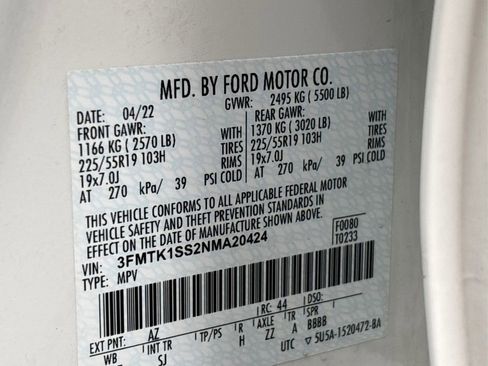 MFD. BY FORD MOTOR CO.
DATE: 04/22 GVWR: 2495 KG ( 5500 LB)
FRONT GAWR: REAR GAWR:
1166 KG ( 2570 LB) WITH 1370 KG ( 3020 LB) WITH
225/55R19 103H TIRES 225/55R19 103H TIRES
19x7.0J RIMS 19x7.0J RIMS
AT 270 kPa/ 39 PSI COLD AT 270 kPa/ 39 PSI COLD
THIS VEHICLE CONFORMS TO ALL APPLICABLE FEDERAL MOTOR
VEHICLE SAFETY AND THEFT PREVENTION STANDARDS IN
EFFECT ON THE DATE OF MANUFACTURE SHOWN ABOVE.
VIN: 3FMTK1SS2NMA20424 F0080
TYPE: MPV T0233
EXT PNT: AZ RC: 44 DSO:
WB INT TR TP/PS R AXLE TR SPR
SJ H ZZ A BBBB
UTC 5U5A-1520472-BA